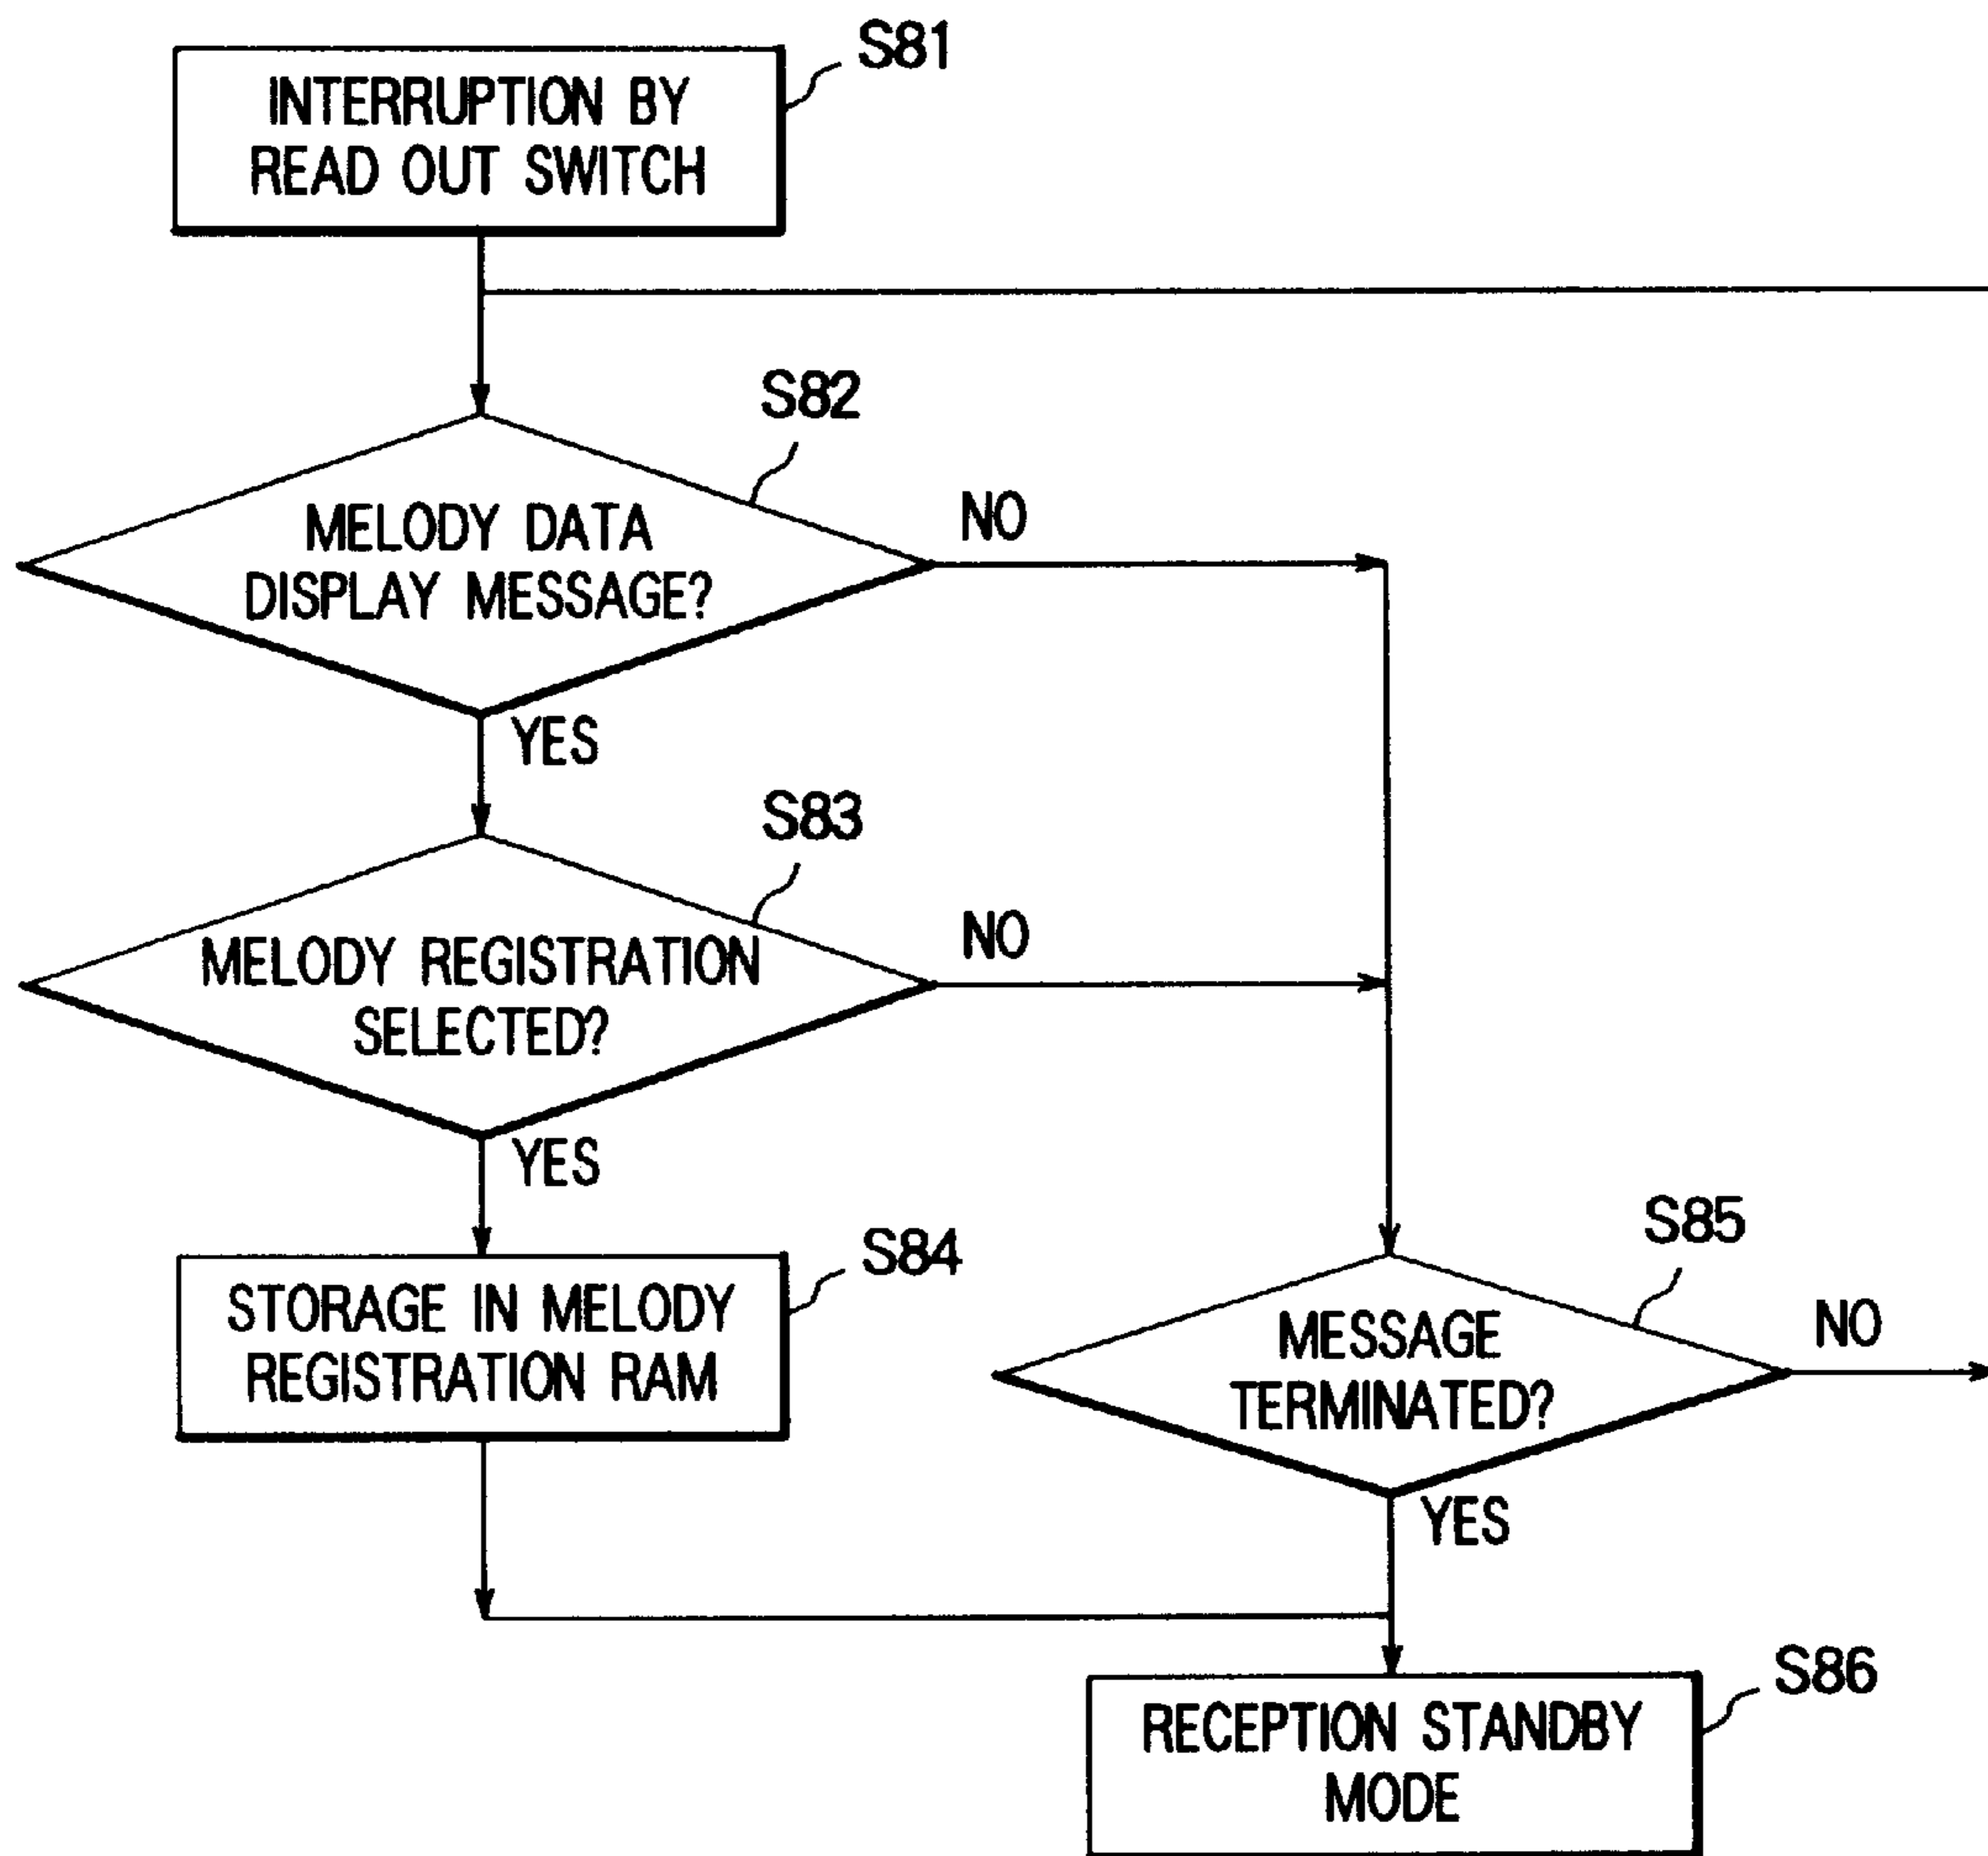 S81
INTERRUPTION BY
READ OUT SWITCH
S82
MELODY DATA
DISPLAY MESSAGE?
NO
YES
S83
MELODY REGISTRATION
SELECTED?
NO
YES
S84
STORAGE IN MELODY
REGISTRATION RAM
S85
MESSAGE
TERMINATED?
NO
YES
S86
RECEPTION STANDBY
MODE